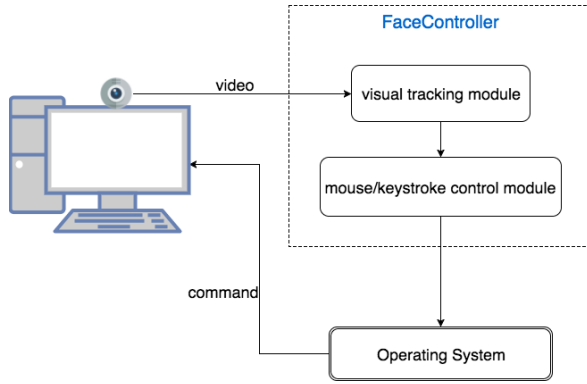 FaceController
video
visual tracking module
mouse/keystroke control module
command
Operating System